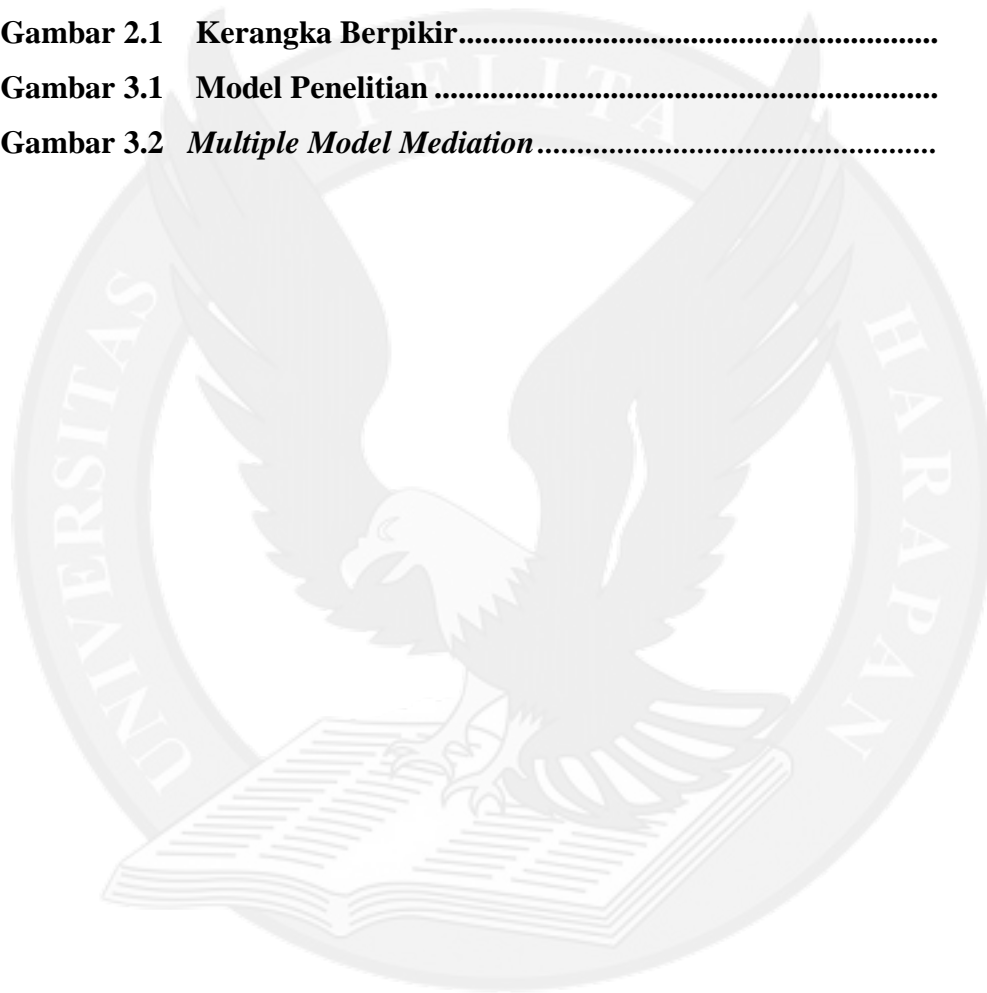 Gambar 2.1 Kerangka Berpikir..........................................................
Gambar 3.1 Model Penelitian .............................................................
Gambar 3.2 Multiple Model Mediation................................................
UNIVERSITAS PELITA HARAPAN